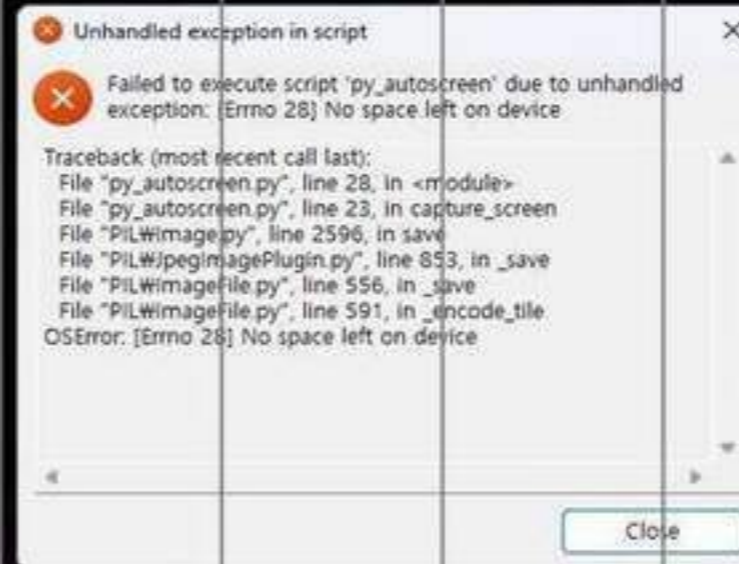 Unhandled exception in script
Failed to execute script 'py_autoscreen' due to unhandled
exception: [Errno 28] No space left on device
Traceback (most recent call last):
File "py_autoscreen.py", line 28, in <module>
File "py_autoscreen.py", line 23, in capture_screen
File "PIL₩Image.py", line 2596, in save
File "PIL₩JpegImagePlugin.py", line 853, in _save
File "PIL₩ImageFile.py", line 556, in _save
File "PIL₩ImageFile.py", line 591, in _encode_tile
OSError: [Errno 28] No space left on device
Close